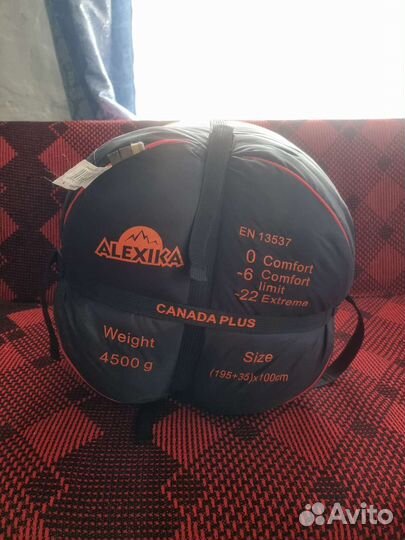 ALEXIKA
EN 13537
0 Comfort
-6 Comfort
limit
-22 Extreme
CANADA PLUS
Weight
4500 g
Size
(195+35)x100cm
Avito